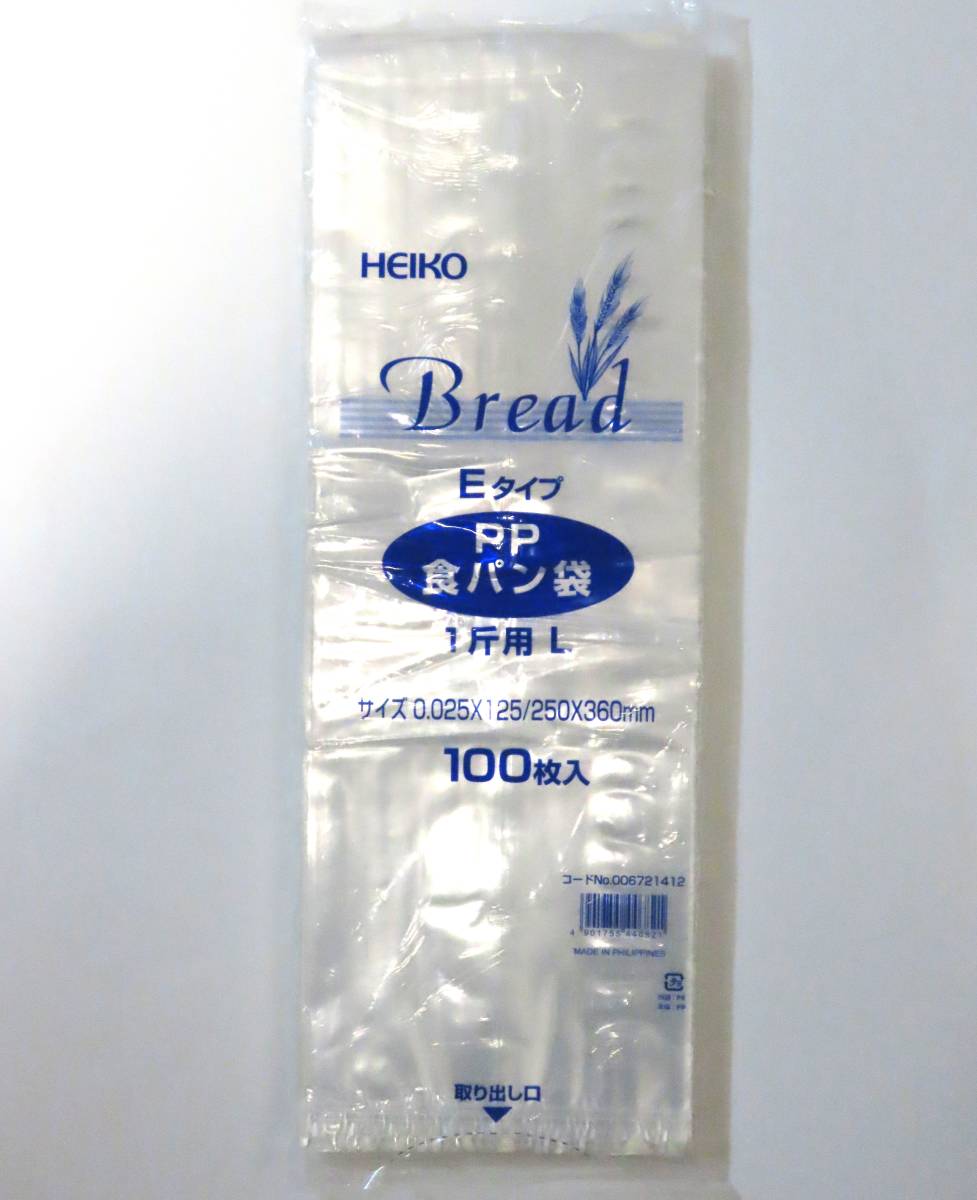 HEIKO
Bread
Eタイプ
PP
食パン袋
1斤用 L
サイズ 0.025X125/250X360mm
100枚入
コードNo.006721412
MADE IN PHILIPPINES
プラ
取り出し口